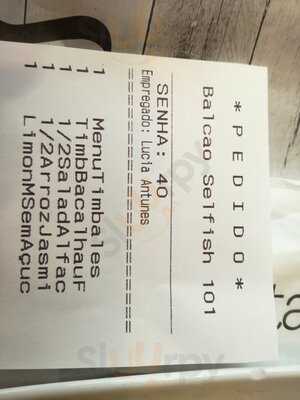 * P E D I D O *
Balcao Selfish 101
SENHA: 40
Empregado: Lucia Antunes
==========================
1 MenuTimbales
1 TimbBacalhauF
1 1/2SaladAlfac
1 1/2ArrozJasmi
1 LimonMSemAçuc
sluurrpy